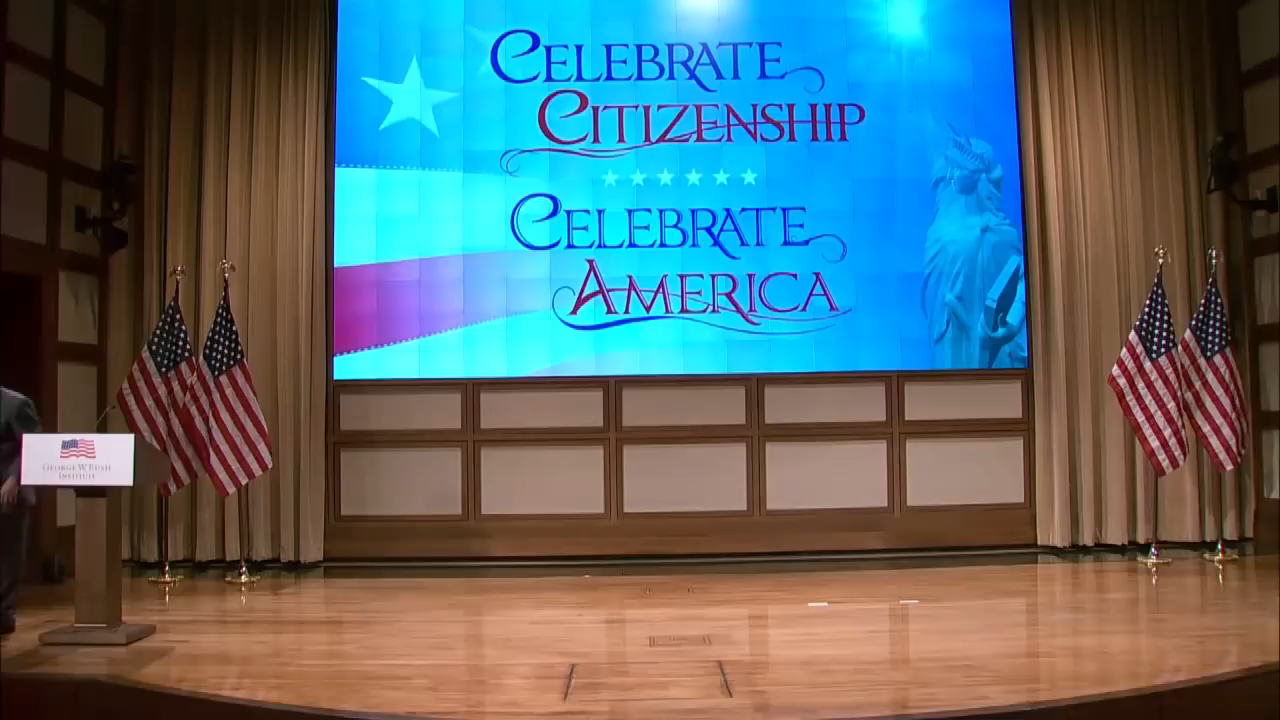 CELEBRATE
CITIZENSHIP
CELEBRATE
AMERICA
GEORGE W. BUSH
INSTITUTE